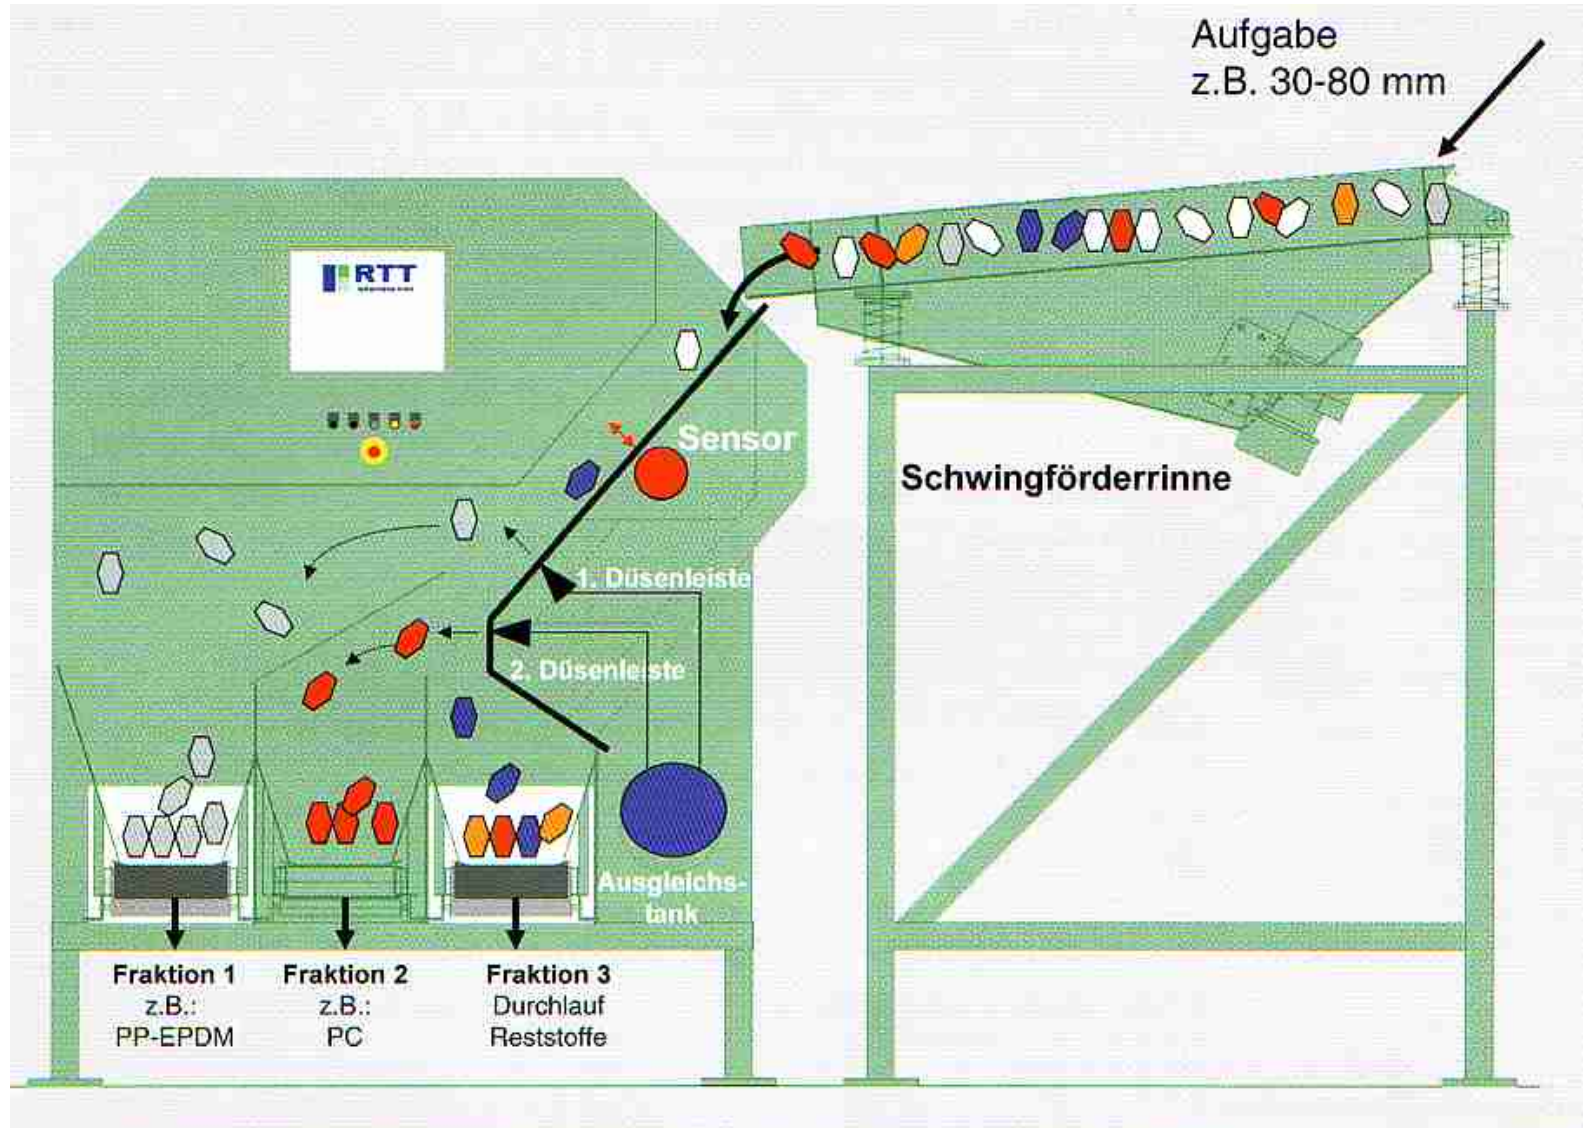 Aufgabe
z.B. 30-80 mm
RTT
Sensor
Schwingförderrinne
1. Düsenleiste
2. Düsenleiste
Ausgleichs-
tank
Fraktion 1
z.B.:
PP-EPDM
Fraktion 2
z.B.:
PC
Fraktion 3
Durchlauf
Reststoffe